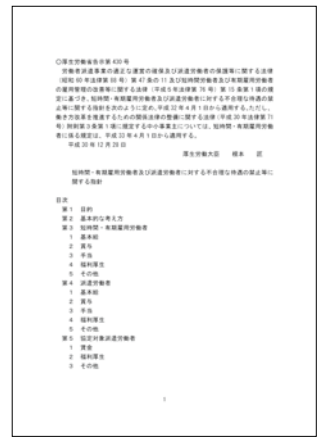 ○厚生労働省告示第430号
労働者派遣事業の適正な運営の確保及び派遣労働者の保護等に関する法律
(昭和60年法律第88号)第47条の11及び短時間労働者及び有期雇用労働者
の雇用管理の改善等に関する法律(平成5年法律第76号)第15条第1項の規
定に基づき、短時間・有期雇用労働者及び派遣労働者に対する不合理な待遇の禁
止等に関する指針を次のように定め、平成32年4月1日から適用する。ただし、
働き方改革を推進するための関係法律の整備に関する法律(平成30年法律第71
号)附則第3条第1項に規定する中小事業主については、短時間・有期雇用労働
者に係る規定は、平成33年4月1日から適用する。
平成30年12月28日
厚生労働大臣 根本 匠
短時間・有期雇用労働者及び派遣労働者に対する不合理な待遇の禁止等に
関する指針
目次
第1 目的
第2 基本的な考え方
第3 短時間・有期雇用労働者
1 基本給
2 賞与
3 手当
4 福利厚生
5 その他
第4 派遣労働者
1 基本給
2 賞与
3 手当
4 福利厚生
5 その他
第5 協定対象派遣労働者
1 賃金
2 福利厚生
3 その他